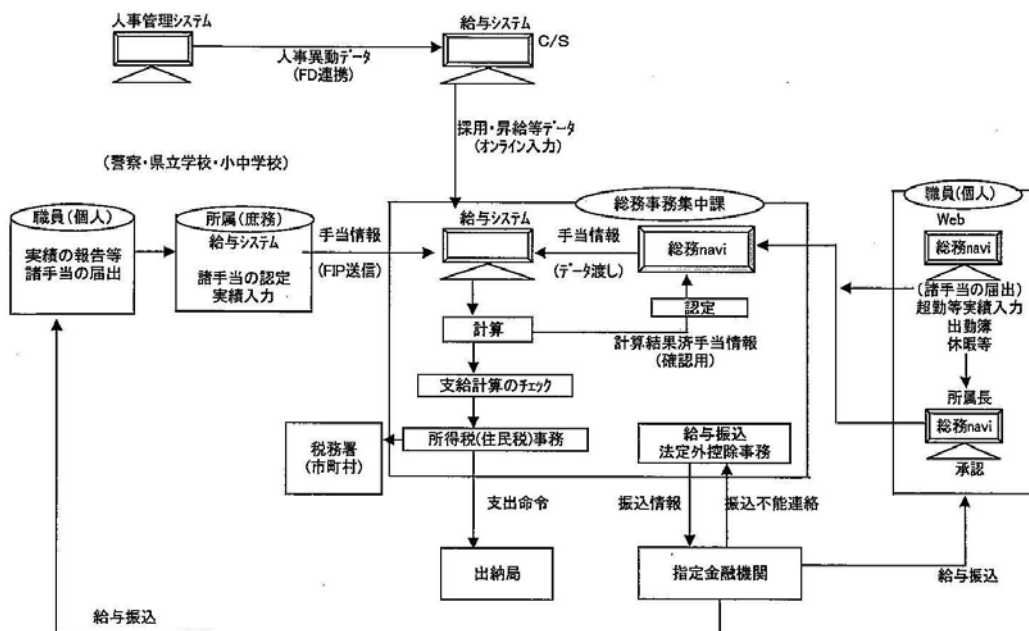 人事管理システム
給与システム
C/S
人事異動データ
(FD連携)
採用・昇給等データ
(オンライン入力)
(警察・県立学校・小中学校)
職員(個人)
実績の報告等
諸手当の届出
所属(庶務)
給与システム
諸手当の認定
実績入力
手当情報
(FIP送信)
総務事務集中課
給与システム
手当情報
(データ渡し)
総務navi
認定
計算
計算結果済手当情報
(確認用)
支給計算のチェック
所得税(住民税)事務
税務署
(市町村)
給与振込
法定外控除事務
支出命令
振込情報
振込不能連絡
出納局
指定金融機関
給与振込
給与振込
職員(個人)
Web
総務navi
(諸手当の届出)
超勤等実績入力
出勤簿
休暇等
所属長
総務navi
承認